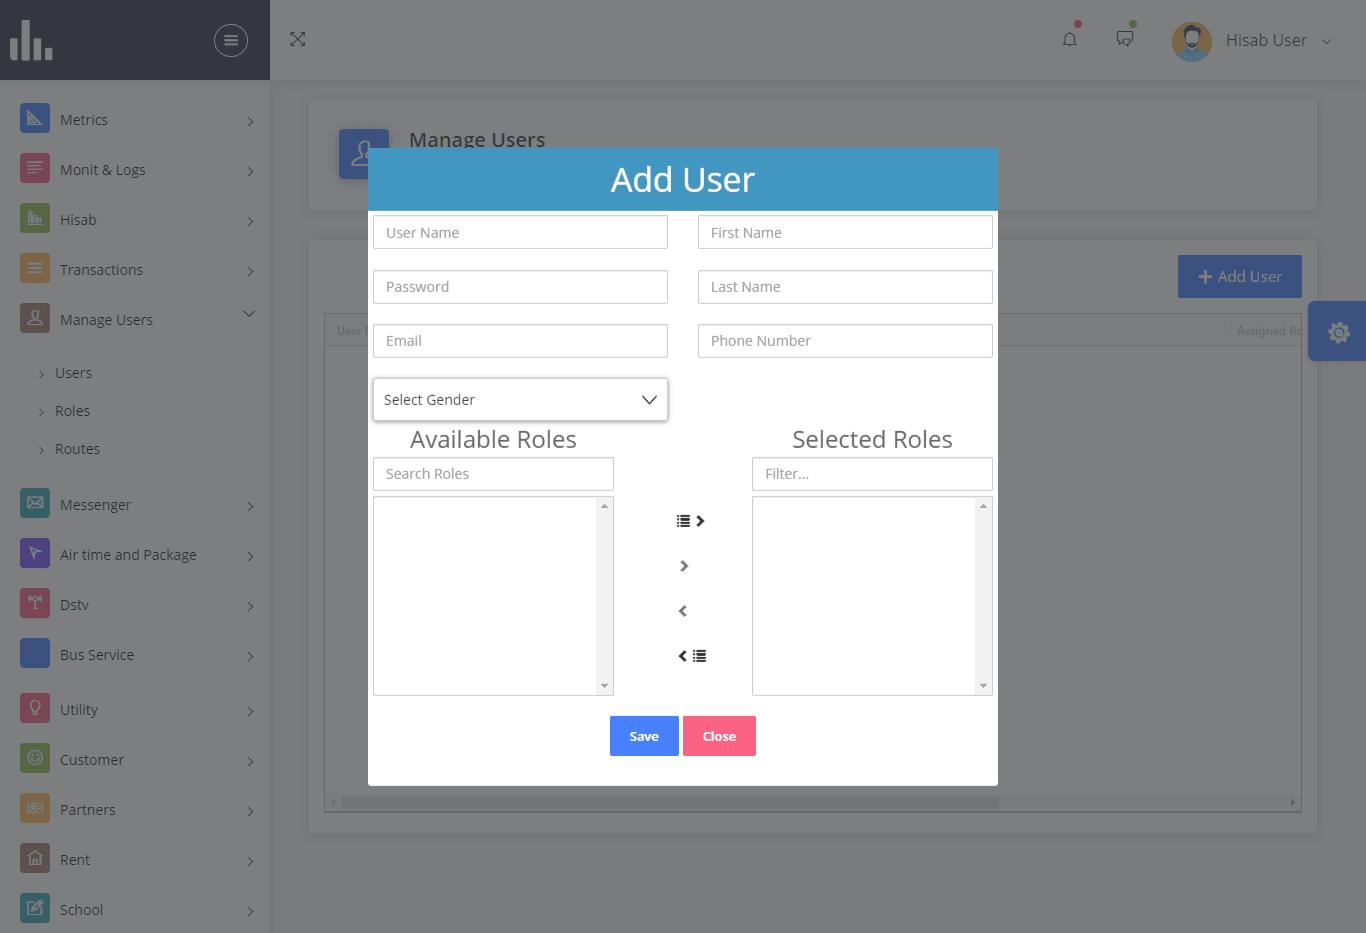 Hisab User
Metrics
Monit & Logs
Hisab
Transactions
Manage Users
Users
Roles
Routes
Messenger
Air time and Package
Dstv
Bus Service
Utility
Customer
Partners
Rent
School
Manage Users
Add User
User
Assigned
Add User
User Name
First Name
Password
Last Name
Email
Phone Number
Select Gender
Available Roles
Selected Roles
Search Roles
Filter...
Save
Close